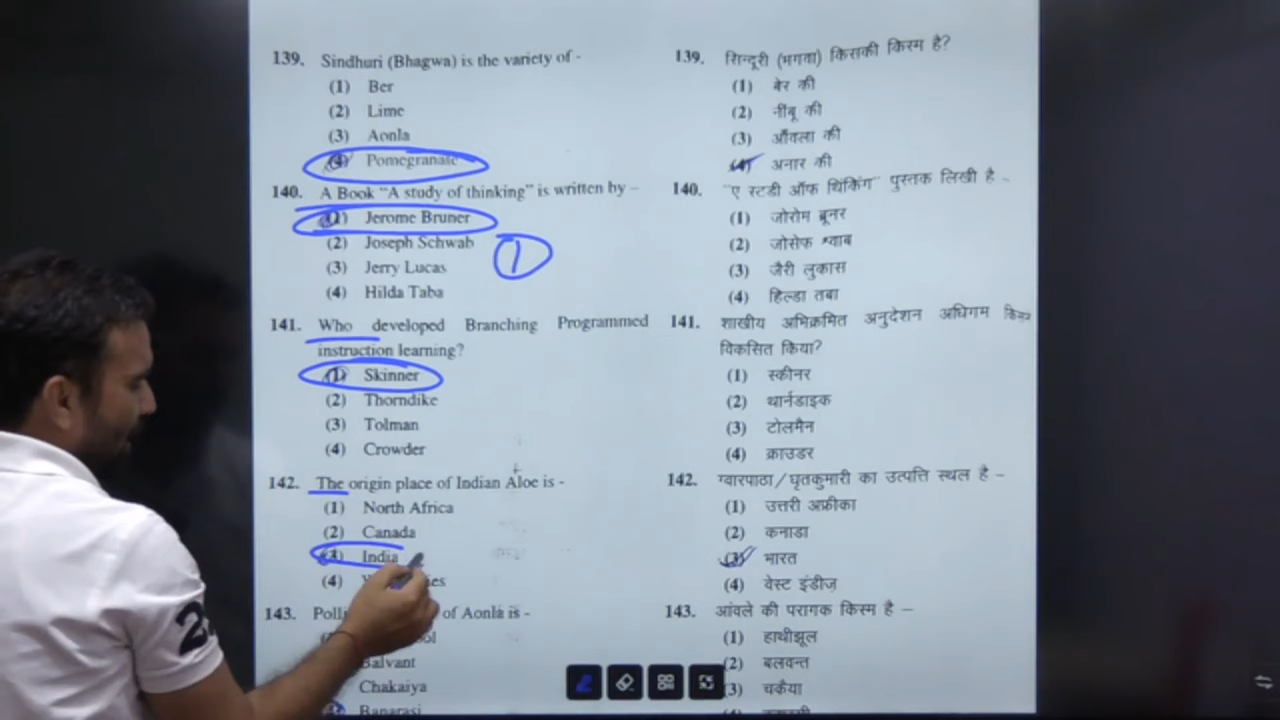 139. Sindhuri (Bhagwa) is the variety of -
(1) Ber
(2) Lime
(3) Aonla
(4) Pomegranate
140. A Book "A study of thinking" is written by –
(1) Jerome Bruner
(2) Joseph Schwab
(3) Jerry Lucas
(4) Hilda Taba
1
141. Who developed Branching Programmed
instruction learning?
(1) Skinner
(2) Thorndike
(3) Tolman
(4) Crowder
142. The origin place of Indian Aloe is -
(1) North Africa
(2) Canada
(3) India
(4)
143. of Aonla is -
Balvant
Chakaiya
Banarasi
139. सिन्दूरी (भगवा) किसकी किस्म है?
(1) बेर की
(2) नींबू की
(3) आँवला की
(4) अनार की
140. "ए स्टडी ऑफ थिंकिंग" पुस्तक लिखी है –
(1) जोरोम ब्रूनर
(2) जोसेफ श्वाब
(3) जैरी लुकास
(4) हिल्डा तबा
141. शाखीय अभिक्रमित अनुदेशन अधिगम किसने
विकसित किया?
(1) स्कीनर
(2) थार्नडाइक
(3) टोलमैन
(4) क्राउडर
142. ग्वारपाठा/घृतकुमारी का उत्पत्ति स्थल है –
(1) उत्तरी अफ्रीका
(2) कनाडा
(3) भारत
(4) वेस्ट इंडीज़
143. आंवले की परागक किस्म है –
(1) हाथीझूल
(2) बलवन्त
(3) चकैया
2